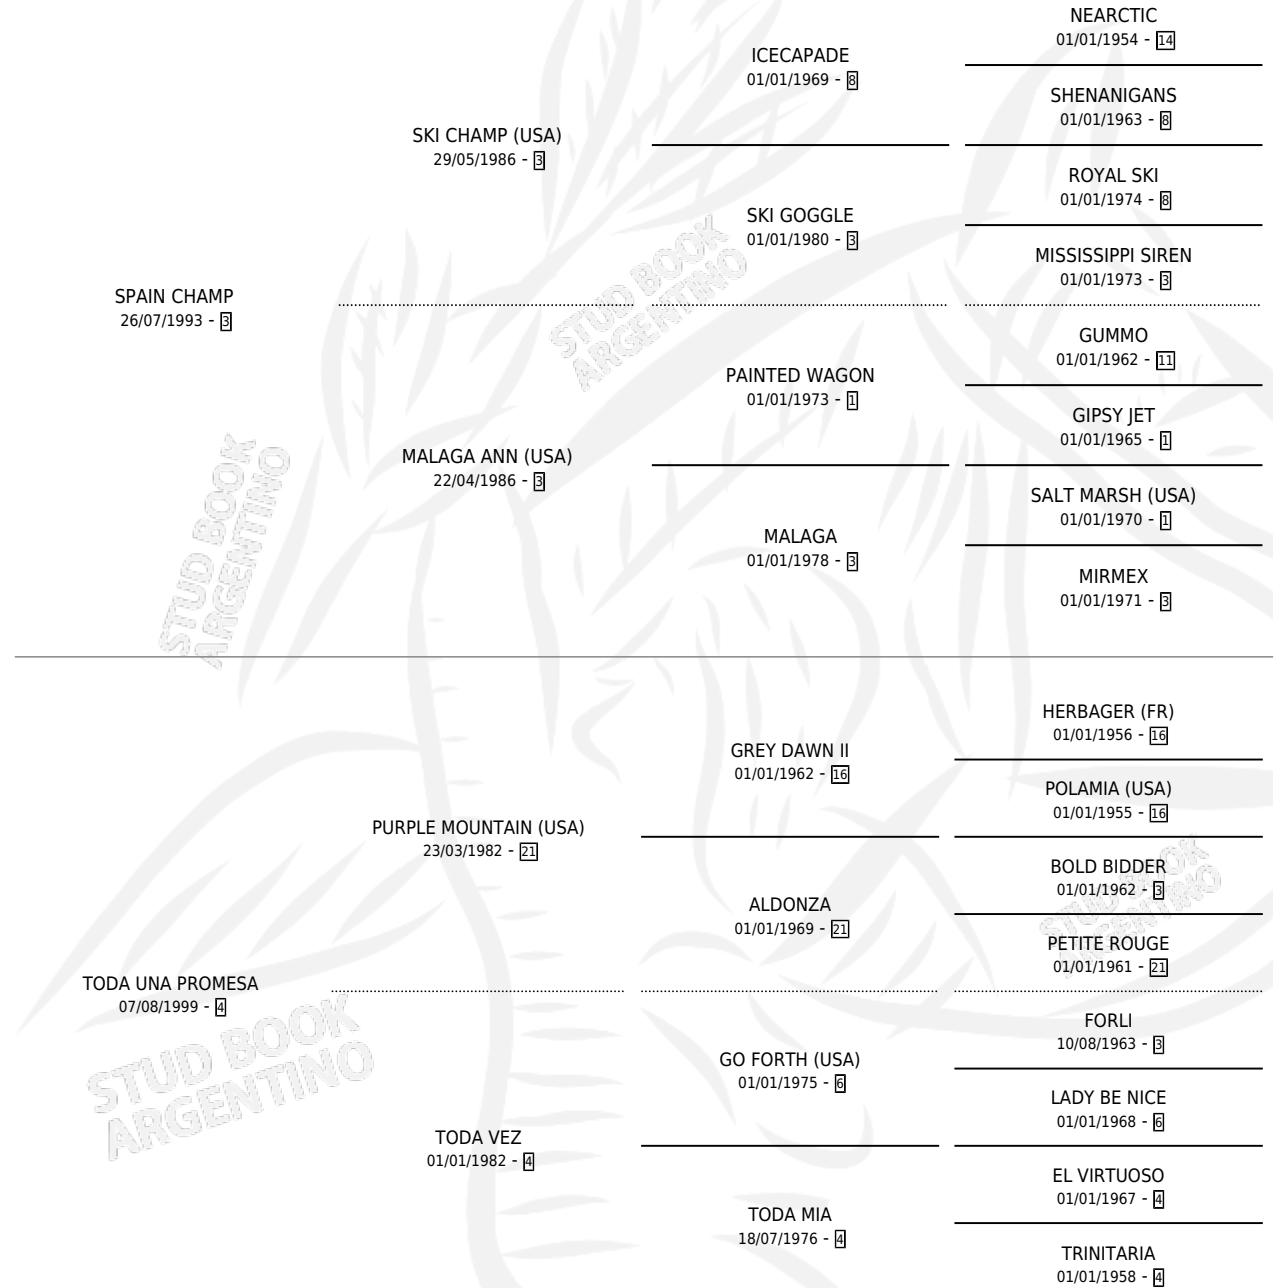 NEARCTIC
01/01/1954 - 14
ICECAPADE
01/01/1969 - 8
SHENANIGANS
01/01/1963 - 8
SKI CHAMP (USA)
29/05/1986 - 3
ROYAL SKI
01/01/1974 - 8
SKI GOGGLE
01/01/1980 - 3
MISSISSIPPI SIREN
01/01/1973 - 3
SPAIN CHAMP
26/07/1993 - 3
GUMMO
01/01/1962 - 11
PAINTED WAGON
01/01/1973 - 1
GIPSY JET
01/01/1965 - 1
MALAGA ANN (USA)
22/04/1986 - 3
SALT MARSH (USA)
01/01/1970 - 1
MALAGA
01/01/1978 - 3
MIRMEX
01/01/1971 - 3
HERBAGER (FR)
01/01/1956 - 16
GREY DAWN II
01/01/1962 - 16
POLAMIA (USA)
01/01/1955 - 16
PURPLE MOUNTAIN (USA)
23/03/1982 - 21
BOLD BIDDER
01/01/1962 - 3
ALDONZA
01/01/1969 - 21
PETITE ROUGE
01/01/1961 - 21
TODA UNA PROMESA
07/08/1999 - 4
FORLI
10/08/1963 - 3
GO FORTH (USA)
01/01/1975 - 6
LADY BE NICE
01/01/1968 - 6
TODA VEZ
01/01/1982 - 4
EL VIRTUOSO
01/01/1967 - 4
TODA MIA
18/07/1976 - 4
TRINITARIA
01/01/1958 - 4
STUD BOOK
ARGENTINO
STUD BOOK
ARGENTINO
STUD BOOK
ARGENTINO
STUD BOOK
ARGENTINO